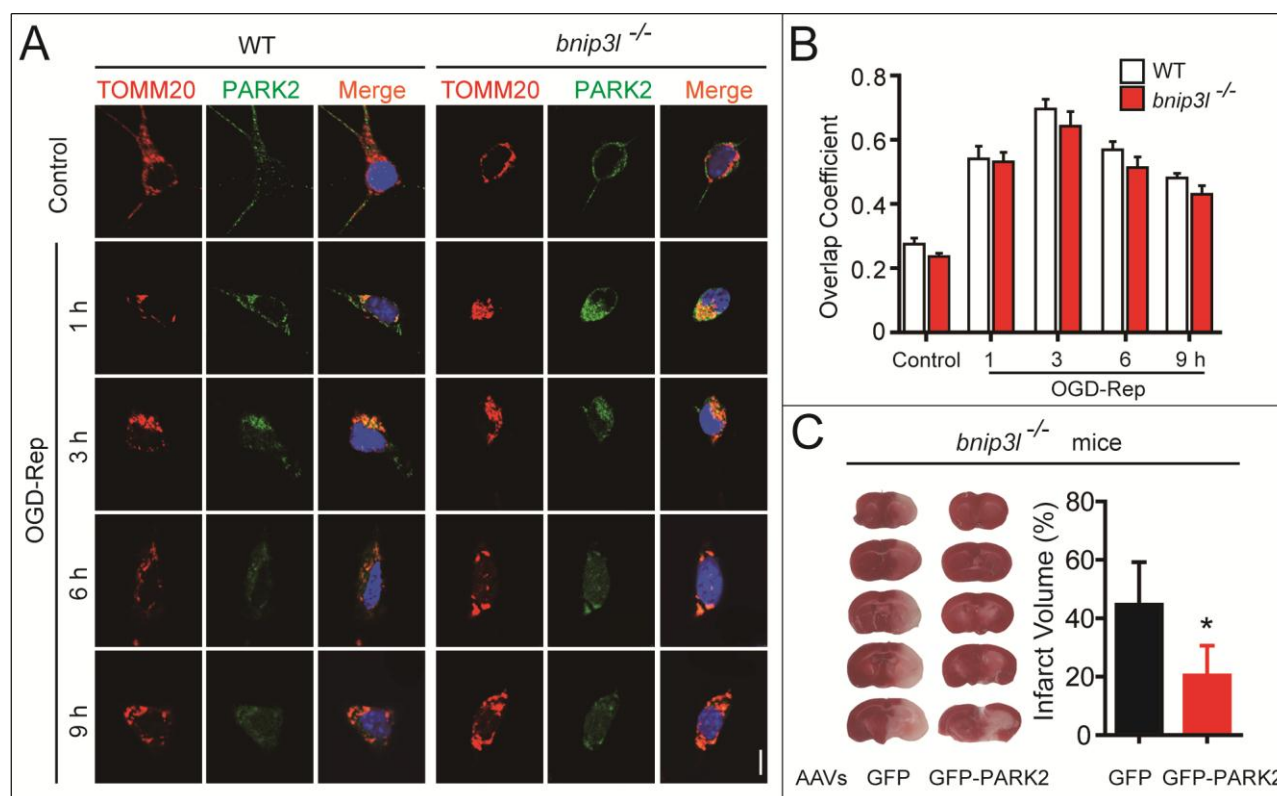 A
WT
bnip3l -/-
TOMM20 PARK2 Merge TOMM20 PARK2 Merge
Control
OGD-Rep
1 h
3 h
6 h
9 h
B
WT
bnip3l -/-
Overlap Coefficient
0.8
0.6
0.4
0.2
0
Control 1 3 6 9 h
OGD-Rep
C
bnip3l -/- mice
Infarct Volume (%)
80
60
40
20
0
*
AAVs GFP GFP-PARK2 GFP GFP-PARK2